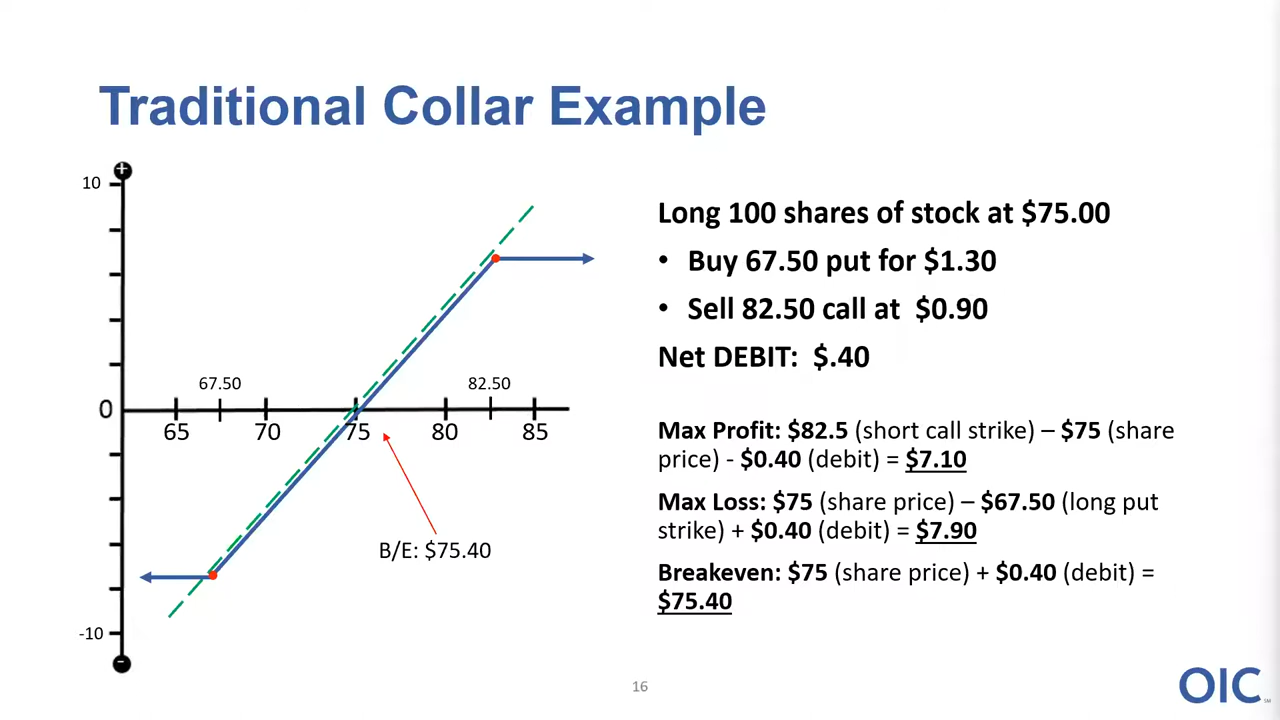 Traditional Collar Example
+
10
67.50
82.50
0
65
70
75
80
85
B/E: $75.40
-10
-
Long 100 shares of stock at $75.00
• Buy 67.50 put for $1.30
• Sell 82.50 call at $0.90
Net DEBIT: $.40
Max Profit: $82.5 (short call strike) – $75 (share
price) - $0.40 (debit) = $7.10
Max Loss: $75 (share price) – $67.50 (long put
strike) + $0.40 (debit) = $7.90
Breakeven: $75 (share price) + $0.40 (debit) =
$75.40
16
OIC